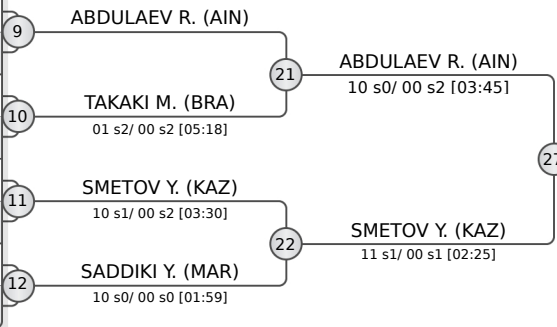 9
ABDULAEV R. (AIN)
21
ABDULAEV R. (AIN)
10 s0/ 00 s2 [03:45]
10
TAKAKI M. (BRA)
01 s2/ 00 s2 [05:18]
27
11
SMETOV Y. (KAZ)
10 s1/ 00 s2 [03:30]
22
SMETOV Y. (KAZ)
11 s1/ 00 s1 [02:25]
12
SADDIKI Y. (MAR)
10 s0/ 00 s0 [01:59]